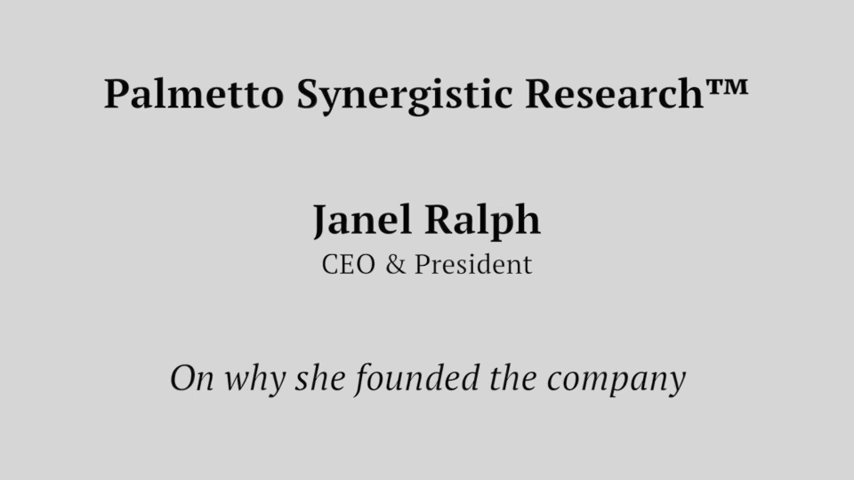 Palmetto Synergistic Research™
Janel Ralph
CEO & President
On why she founded the company